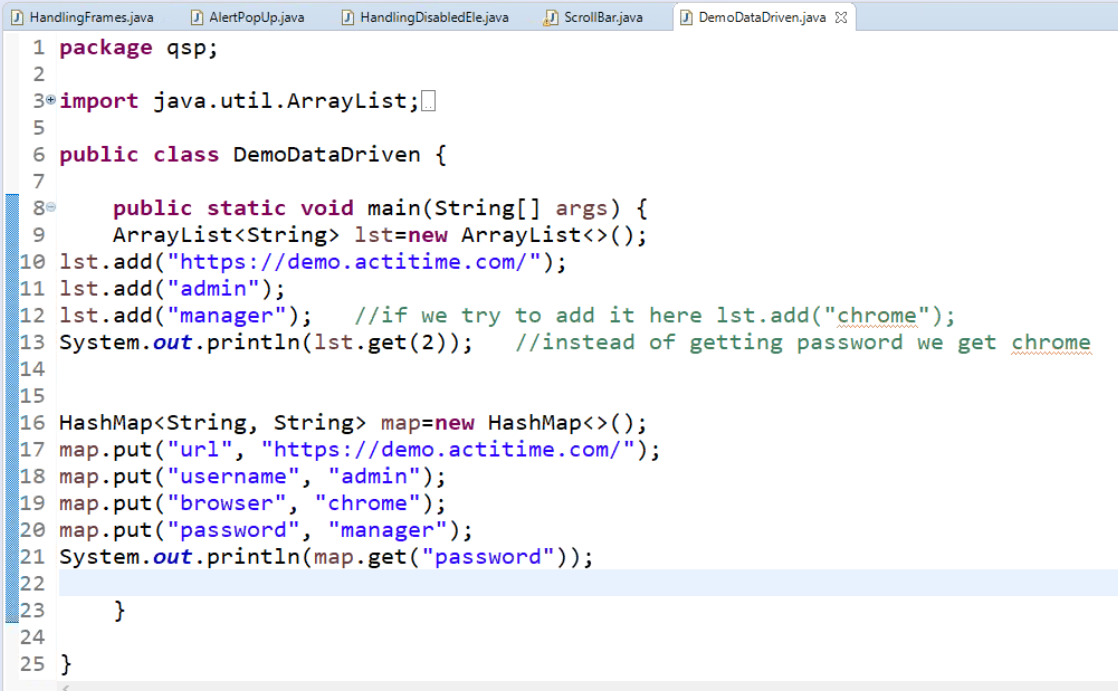 HandlingFrames.java AlertPopUp.java HandlingDisabledEle.java ScrollBar.java DemoDataDriven.java
1 package qsp;
2
3 import java.util.ArrayList;
5
6 public class DemoDataDriven {
7
8 public static void main(String[] args) {
9 ArrayList<String> lst=new ArrayList<>();
10 lst.add("https://demo.actitime.com/");
11 lst.add("admin");
12 lst.add("manager"); //if we try to add it here lst.add("chrome");
13 System.out.println(lst.get(2)); //instead of getting password we get chrome
14
15
16 HashMap<String, String> map=new HashMap<>();
17 map.put("url", "https://demo.actitime.com/");
18 map.put("username", "admin");
19 map.put("browser", "chrome");
20 map.put("password", "manager");
21 System.out.println(map.get("password"));
22
23 }
24
25 }